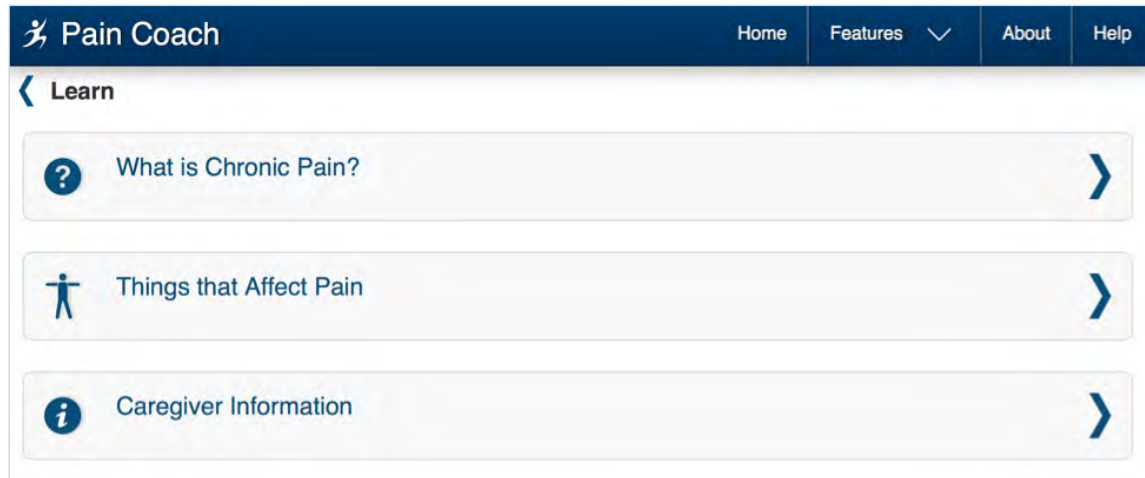 Pain Coach
Home Features About Help
Learn
What is Chronic Pain?
Things that Affect Pain
Caregiver Information